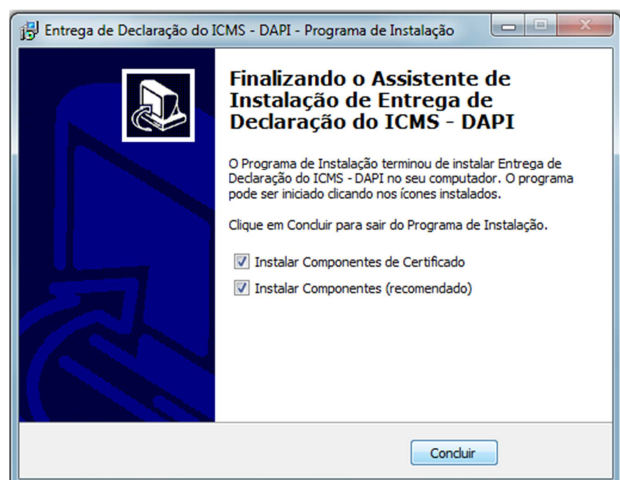 Entrega de Declaração do ICMS - DAPI - Programa de Instalação
Finalizando o Assistente de
Instalação de Entrega de
Declaração do ICMS - DAPI
O Programa de Instalação terminou de instalar Entrega de
Declaração do ICMS - DAPI no seu computador. O programa
pode ser iniciado clicando nos ícones instalados.
Clique em Concluir para sair do Programa de Instalação.
Instalar Componentes de Certificado
Instalar Componentes (recomendado)
Concluir